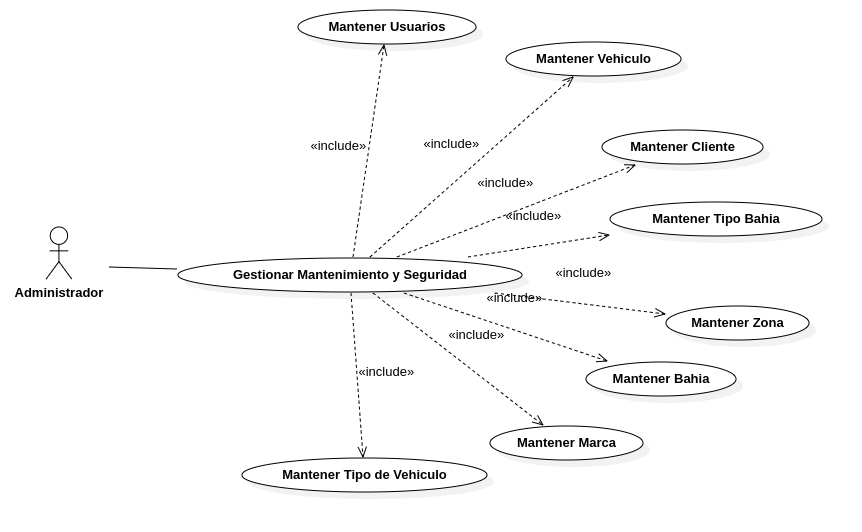 Mantener Usuarios
Mantener Vehiculo
«include»
«include»
Mantener Cliente
«include»
«include»
Mantener Tipo Bahia
Administrador
Gestionar Mantenimiento y Seguridad
«include»
«include»
Mantener Zona
«include»
«include»
Mantener Bahia
Mantener Marca
Mantener Tipo de Vehiculo